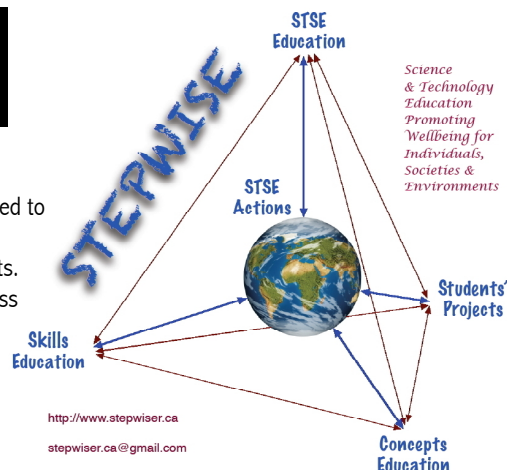 STSE
Education
STEPWISE
Science
& Technology
Education
Promoting
Wellbeing for
Individuals,
Societies &
Environments
ed to
STSE
Actions
ts.
ss
Students'
Projects
Skills
Education
http://www.stepwiser.ca
stepwiser.ca@gmail.com
Concepts
Education